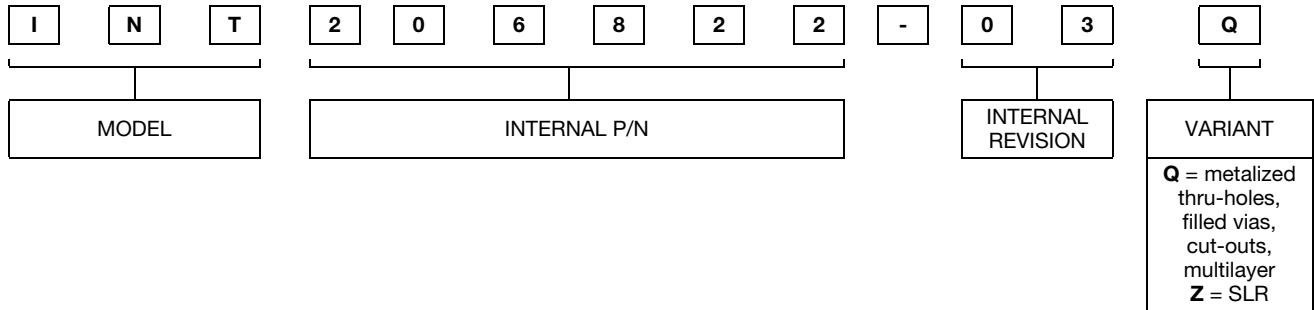 I N T 2 0 6 8 2 2 - 0 3 Q
MODEL
INTERNAL P/N
INTERNAL
REVISION
VARIANT
Q = metalized
thru-holes,
filled vias,
cut-outs,
multilayer
Z = SLR